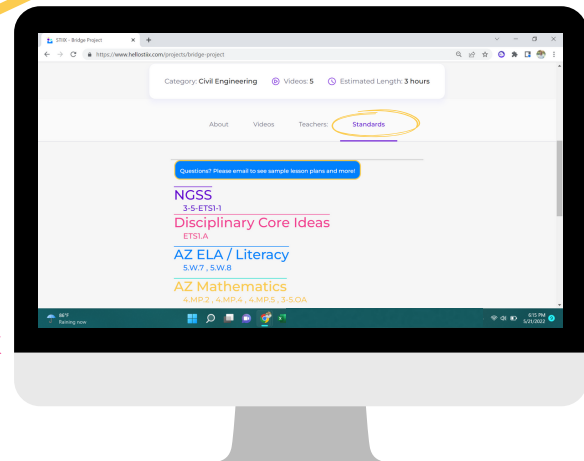 STIIX - Bridge Project
https://www.hellostiix.com/projects/bridge-project
Category: Civil Engineering Videos: 5 Estimated Length: 3 hours
About Videos Teachers: Standards
Questions? Please email to see sample lesson plans and more!
NGSS
3-5-ETS1-1
Disciplinary Core Ideas
ETS1.A
AZ ELA / Literacy
5.W.7 , 5.W.8
AZ Mathematics
4.MP.2 , 4.MP.4 , 4.MP.5 , 3-5.OA
86°F
Raining now
6:15 PM
5/21/2022